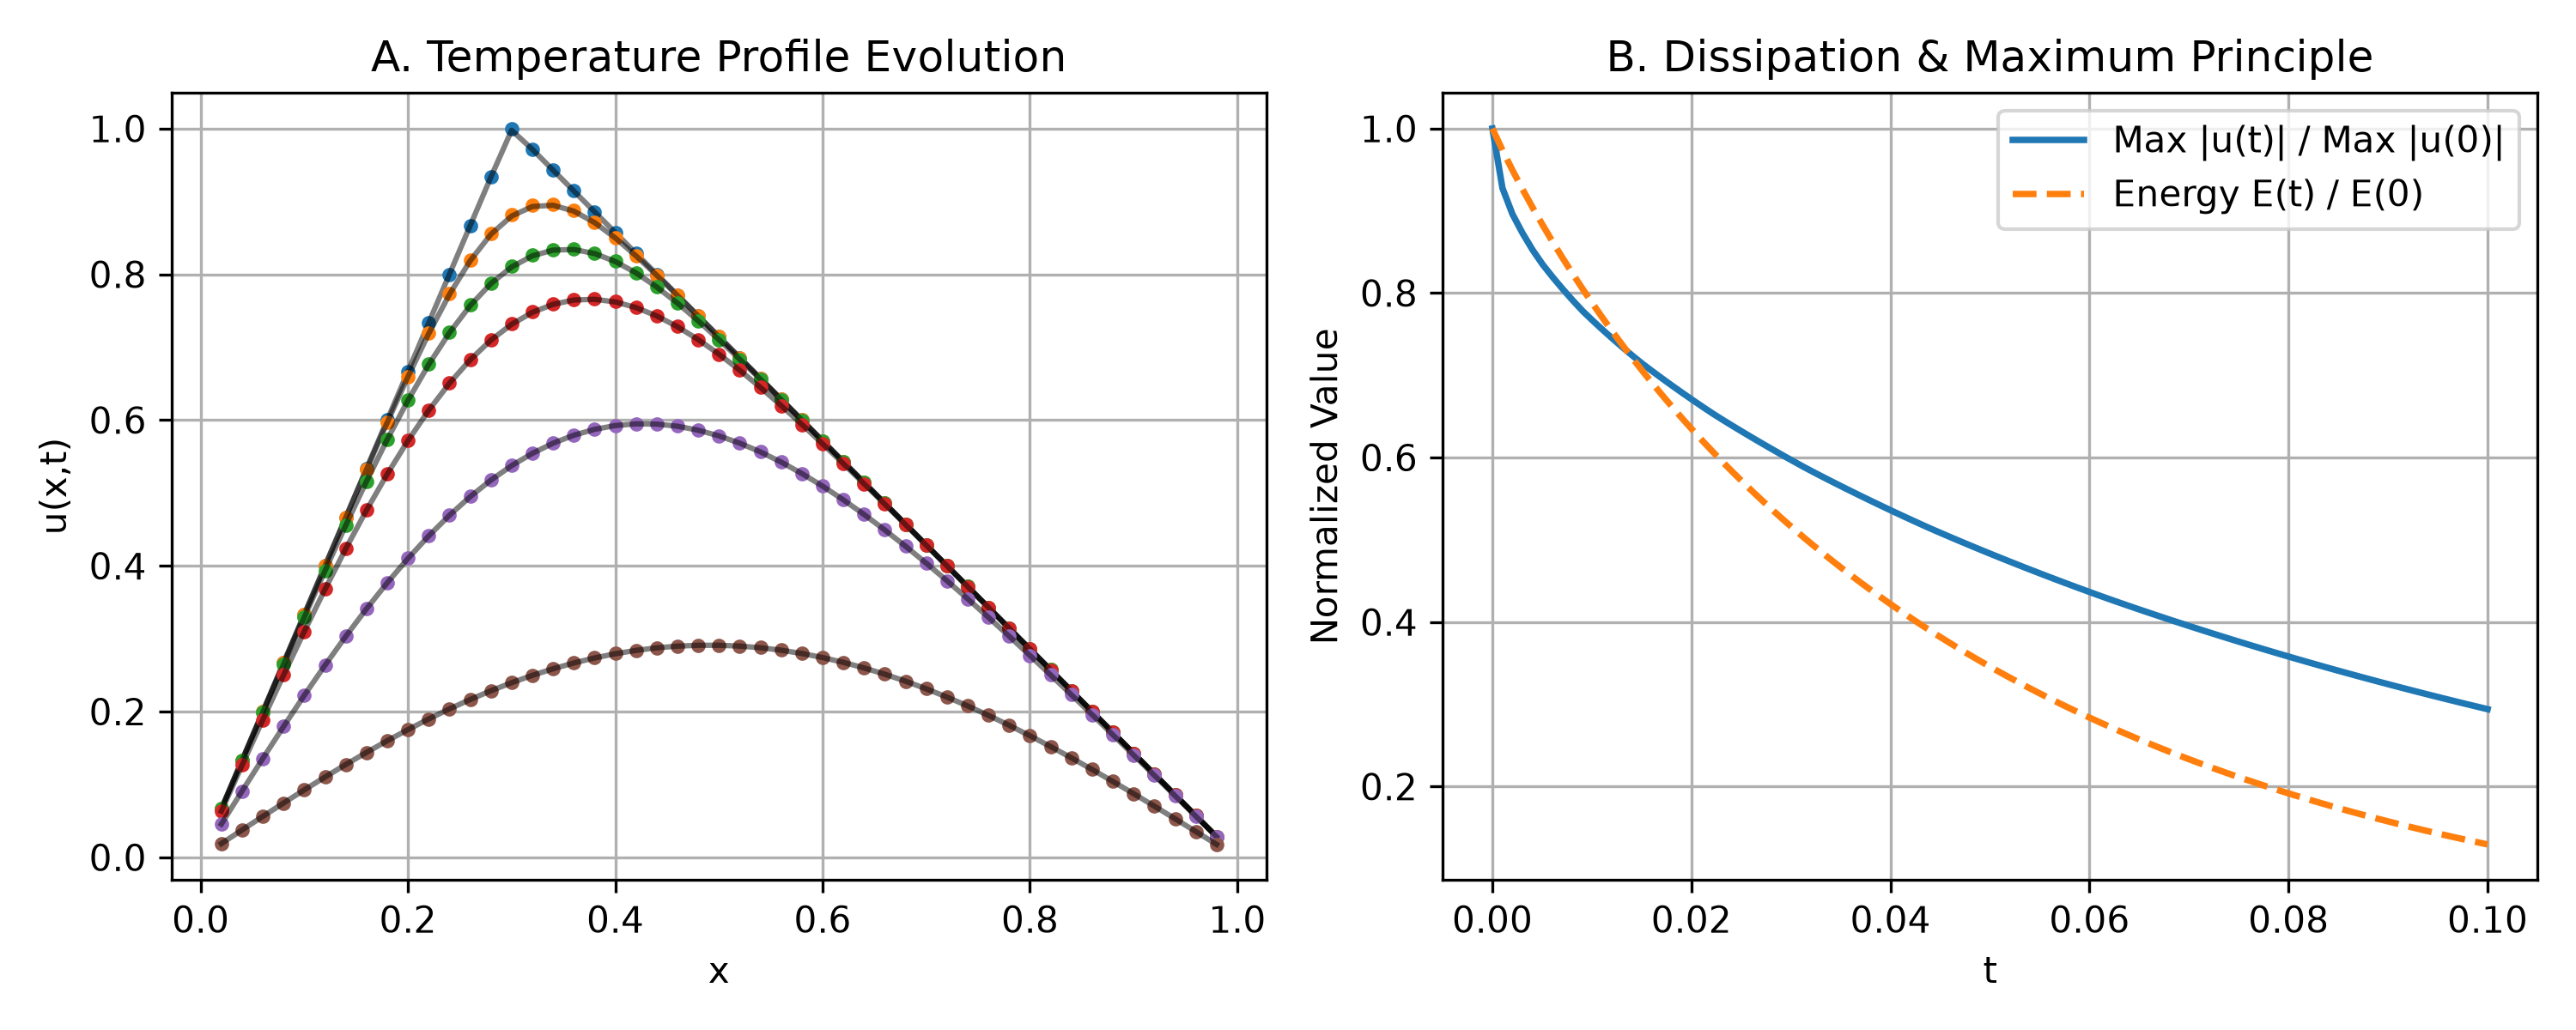 A. Temperature Profile Evolution
u(x,t)
1.0
0.8
0.6
0.4
0.2
0.0
0.0 0.2 0.4 0.6 0.8 1.0
x
B. Dissipation & Maximum Principle
Max |u(t)| / Max |u(0)|
Energy E(t) / E(0)
Normalized Value
1.0
0.8
0.6
0.4
0.2
0.00 0.02 0.04 0.06 0.08 0.10
t